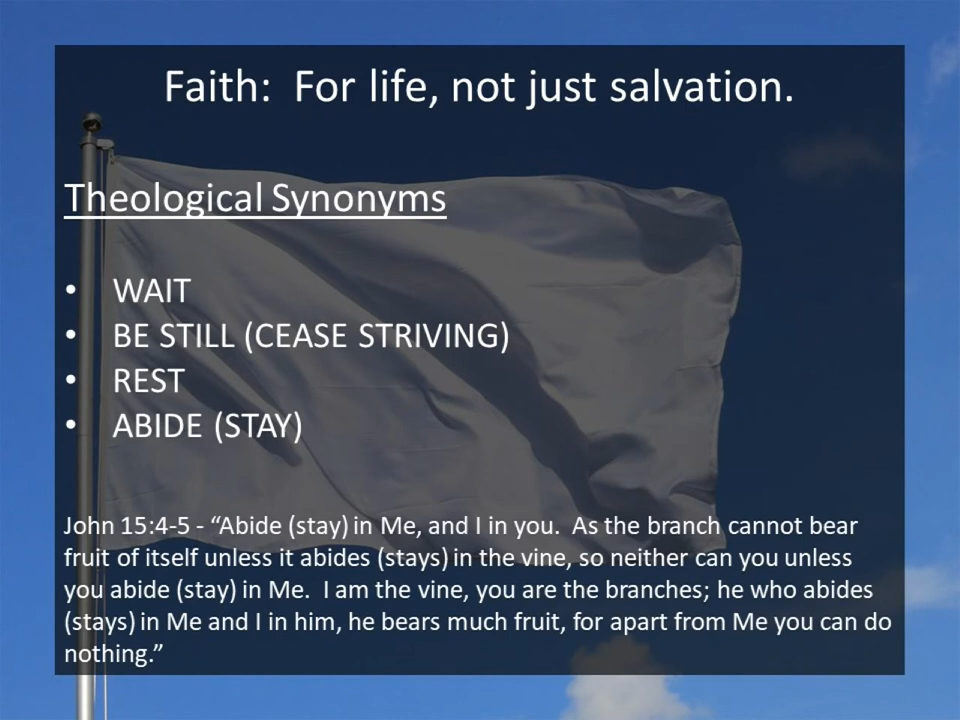 Faith:  For life, not just salvation.
Theological Synonyms
• WAIT
• BE STILL (CEASE STRIVING)
• REST
• ABIDE (STAY)
John 15:4-5 - “Abide (stay) in Me, and I in you.  As the branch cannot bear
fruit of itself unless it abides (stays) in the vine, so neither can you unless
you abide (stay) in Me.  I am the vine, you are the branches; he who abides
(stays) in Me and I in him, he bears much fruit, for apart from Me you can do
nothing.”